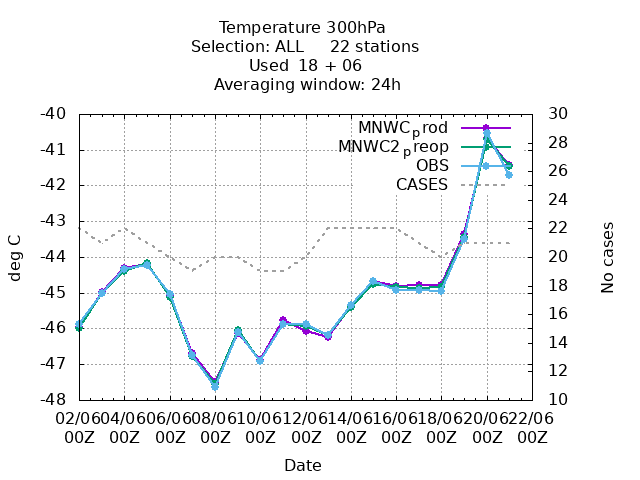 Temperature 300hPa
Selection: ALL     22 stations
Used  18 + 06
Averaging window: 24h
MNWC_prod
MNWC2_preop
OBS
CASES
-40
-41
-42
-43
-44
-45
-46
-47
-48
deg C
30
28
26
24
22
20
18
16
14
12
10
No cases
02/06 04/06 06/06 08/06 10/06 12/06 14/06 16/06 18/06 20/06 22/06
00Z 00Z 00Z 00Z 00Z 00Z 00Z 00Z 00Z 00Z 00Z
Date